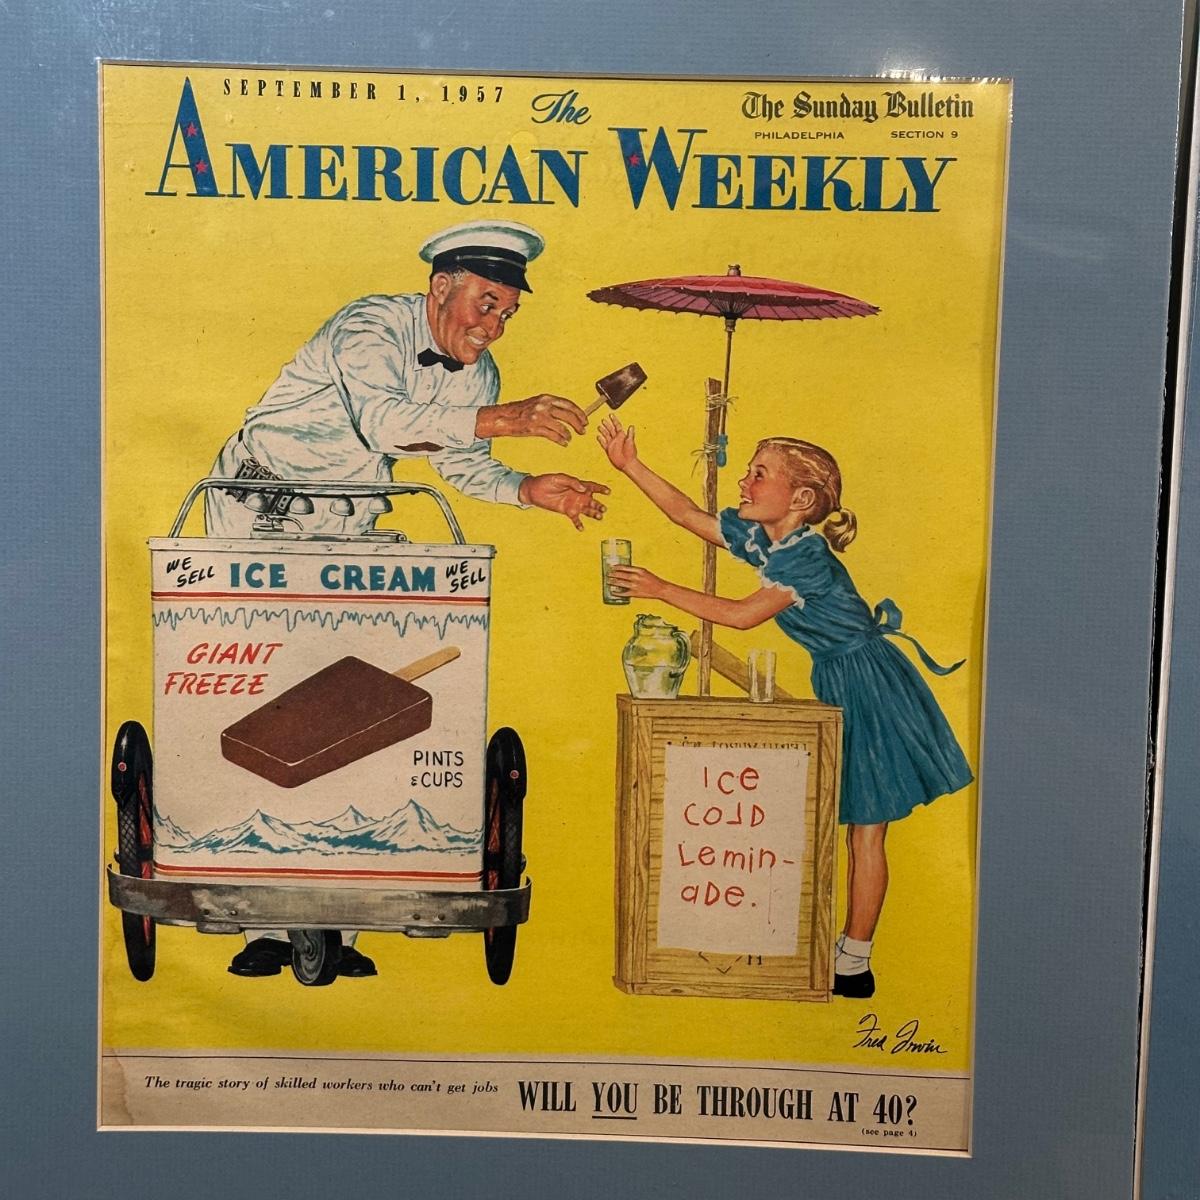 SEPTEMBER 1, 1957
The Sunday Bulletin
PHILADELPHIA SECTION 9
The
AMERICAN WEEKLY
WE SELL ICE CREAM WE SELL
GIANT
FREEZE
PINTS
& CUPS
Ice
COLD
Lemin-
aDe.
Fred Irwin
The tragic story of skilled workers who can't get jobs WILL YOU BE THROUGH AT 40?
(see page 4)